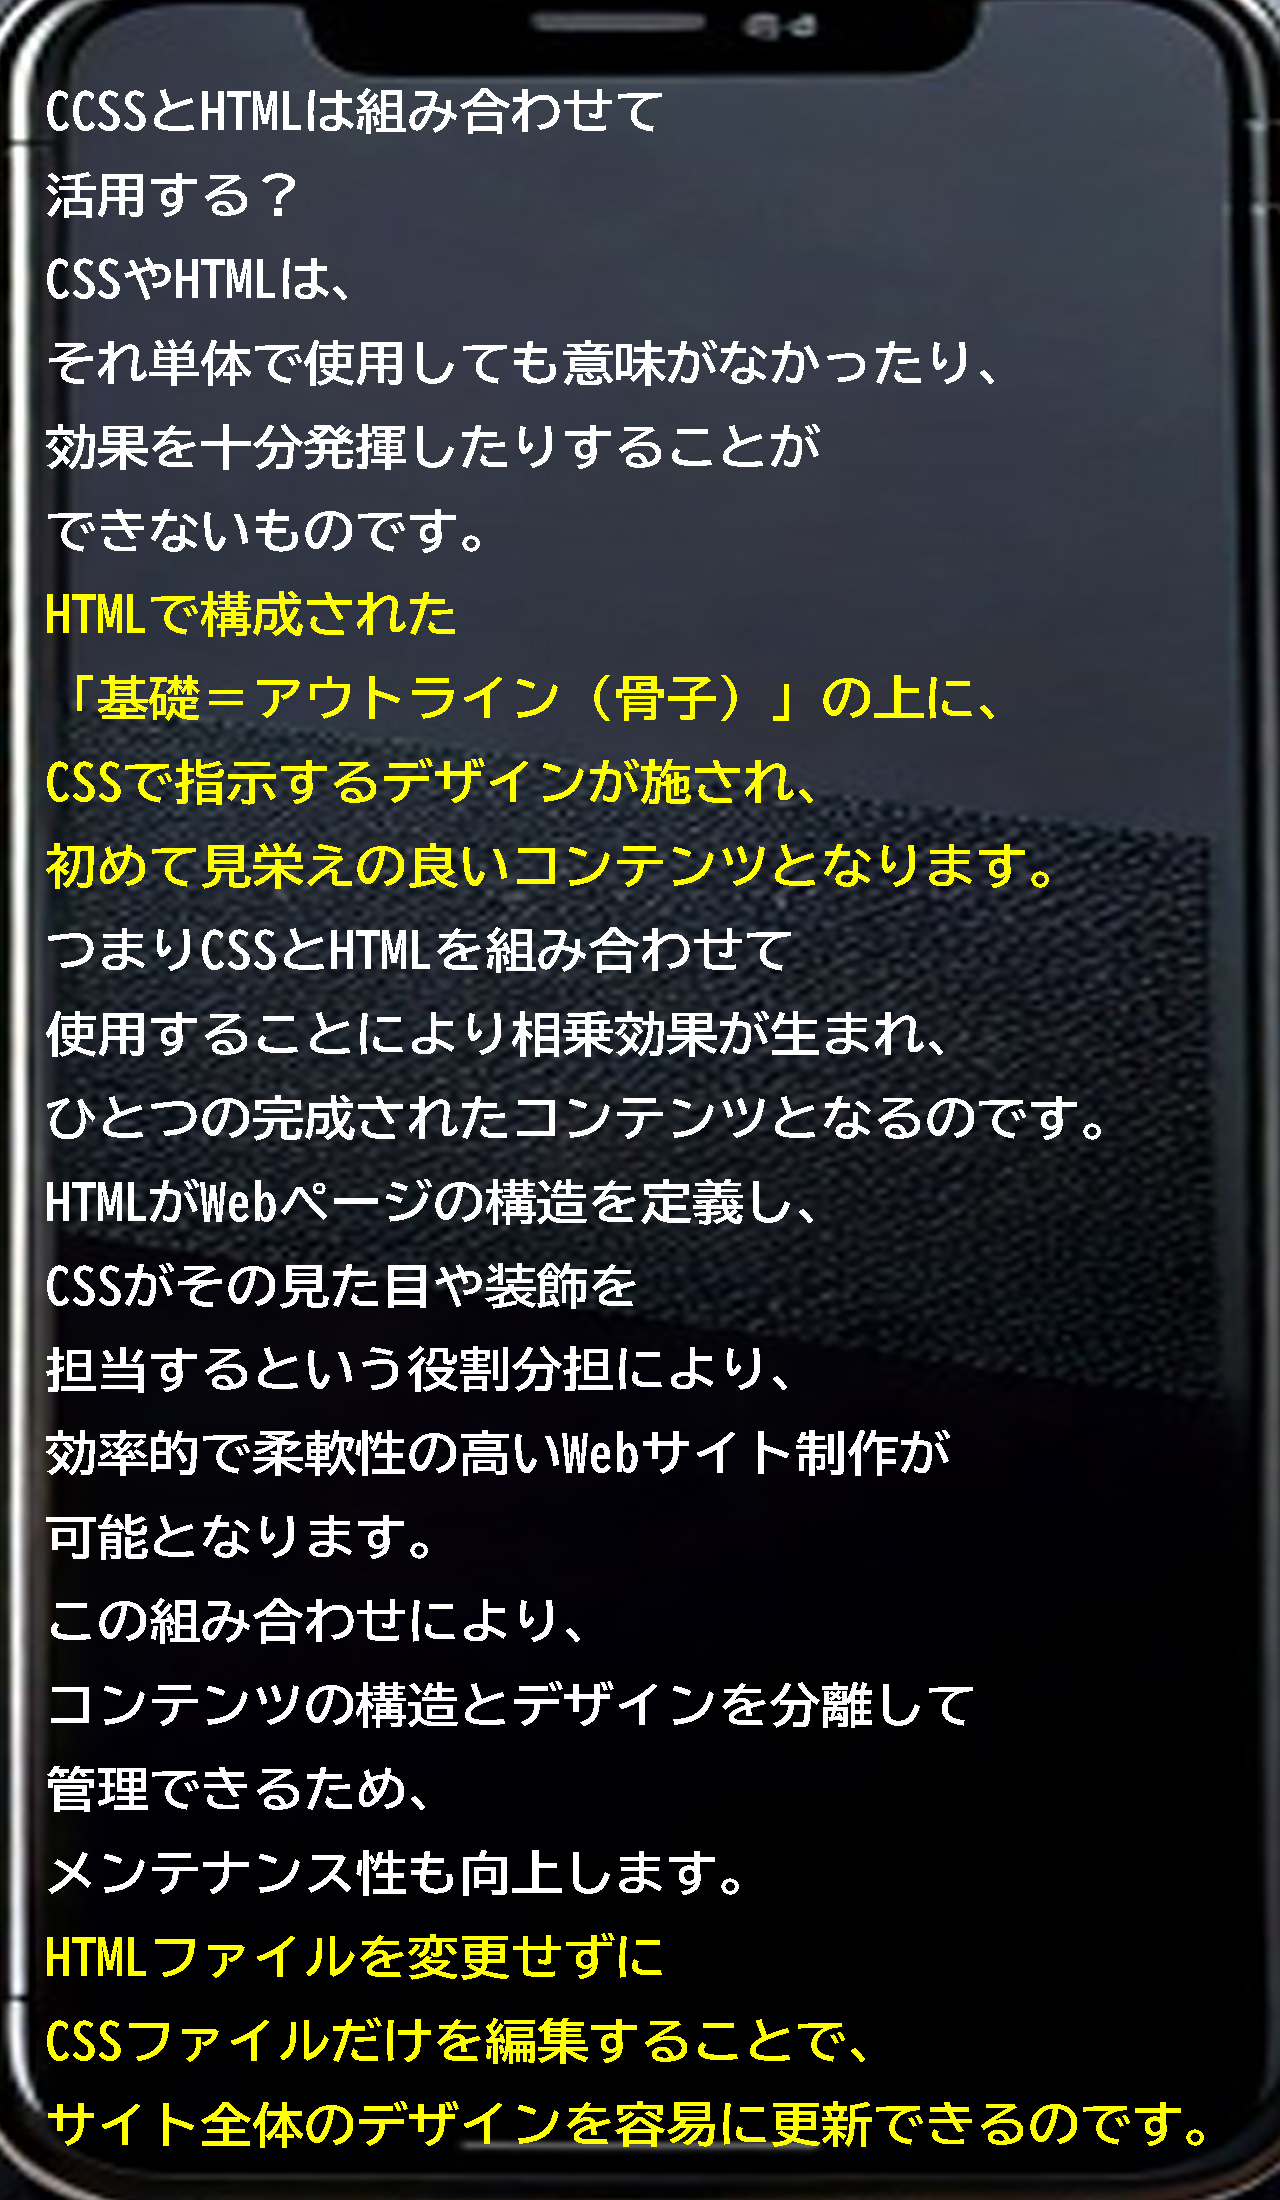 CCSSとHTMLは組み合わせて
活用する？
CSSやHTMLは、
それ単体で使用しても意味がなかったり、
効果を十分発揮したりすることが
できないものです。
HTMLで構成された
「基礎＝アウトライン（骨子）」の上に、
CSSで指示するデザインが施され、
初めて見栄えの良いコンテンツとなります。
つまりCSSとHTMLを組み合わせて
使用することにより相乗効果が生まれ、
ひとつの完成されたコンテンツとなるのです。
HTMLがWebページの構造を定義し、
CSSがその見た目や装飾を
担当するという役割分担により、
効率的で柔軟性の高いWebサイト制作が
可能となります。
この組み合わせにより、
コンテンツの構造とデザインを分離して
管理できるため、
メンテナンス性も向上します。
HTMLファイルを変更せずに
CSSファイルだけを編集することで、
サイト全体のデザインを容易に更新できるのです。